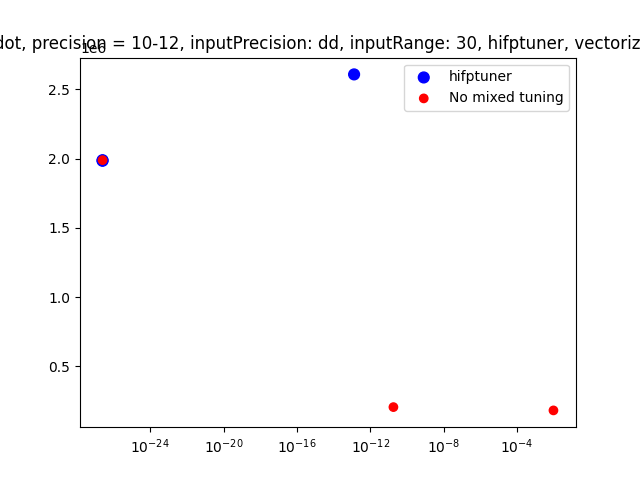 dot, precision = 10-12, inputPrecision: dd, inputRange: 30, hifptuner, vectoriz
1e6
hifptuner
No mixed tuning
2.5
2.0
1.5
1.0
0.5
10⁻²⁴ 10⁻²⁰ 10⁻¹⁶ 10⁻¹² 10⁻⁸ 10⁻⁴